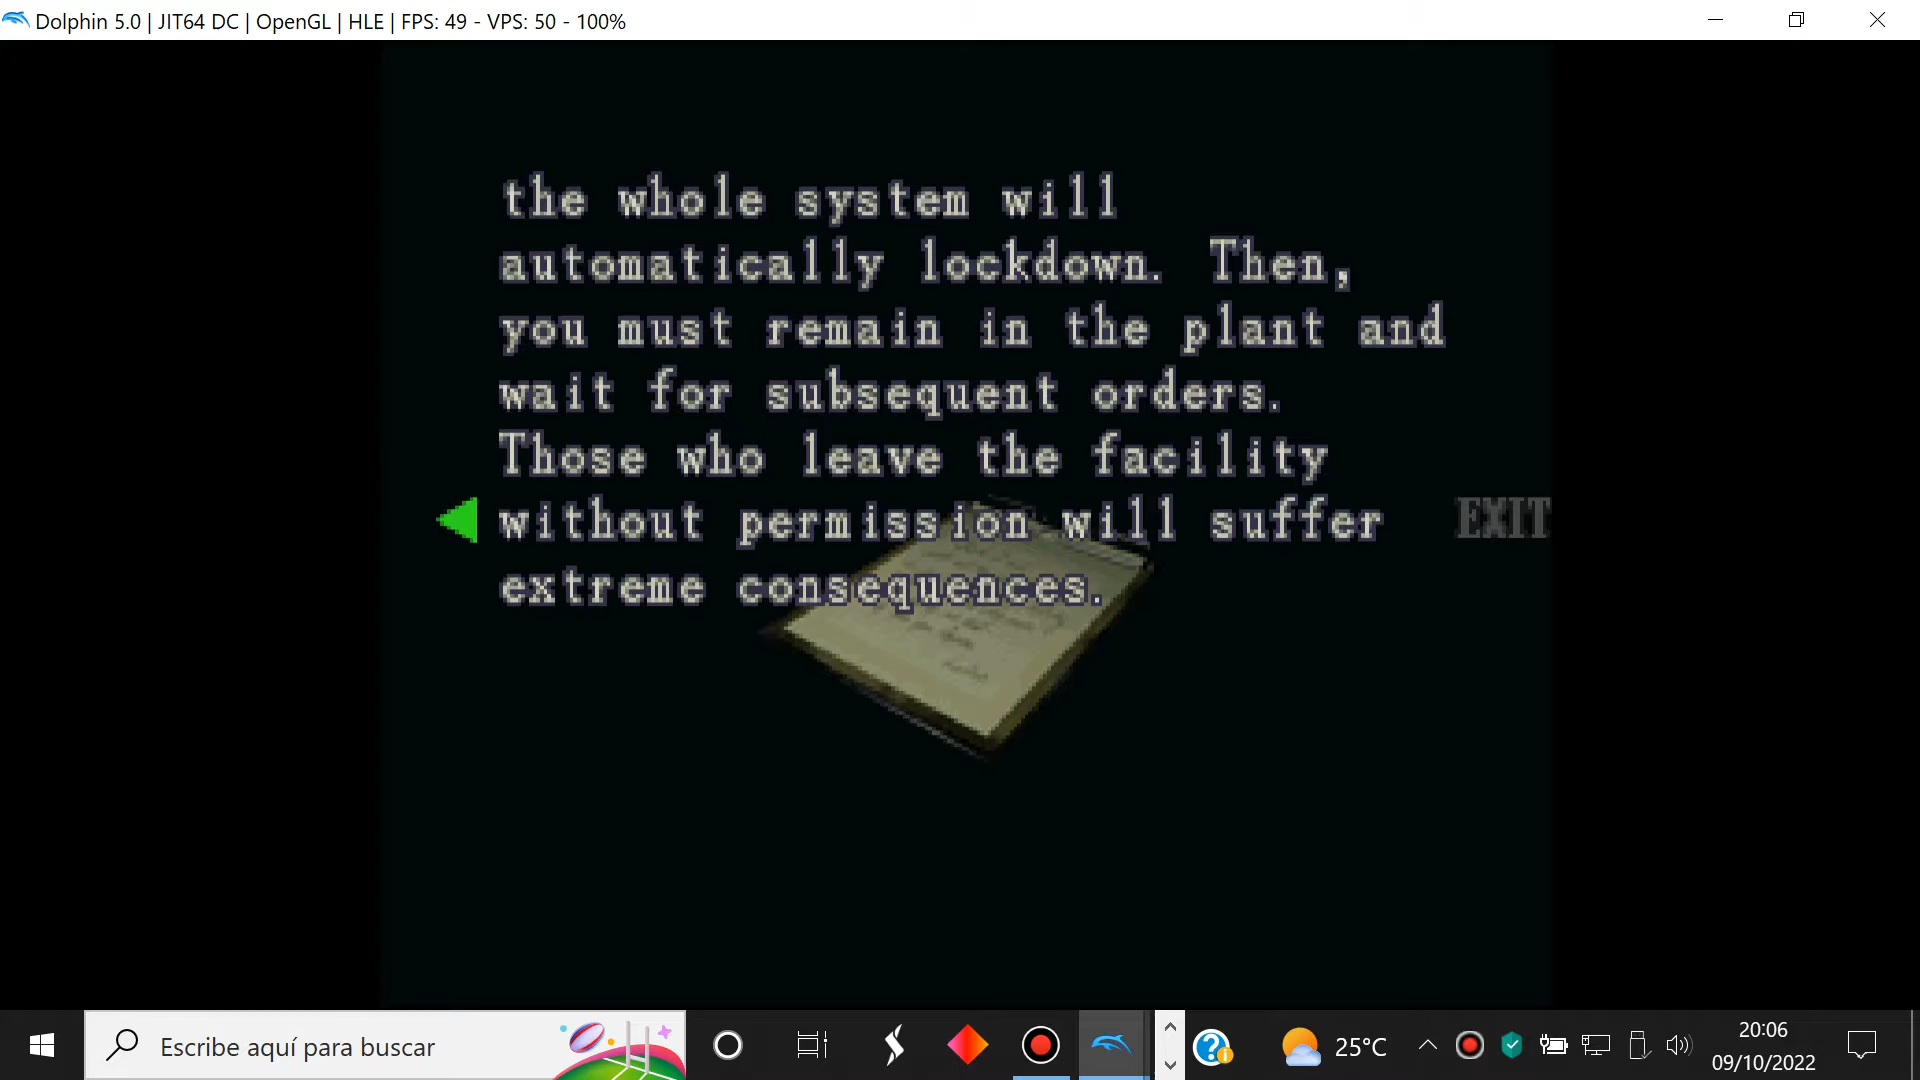 Dolphin 5.0 | JIT64 DC | OpenGL | HLE | FPS: 49 - VPS: 50 - 100%
the whole system will
automatically lockdown. Then,
you must remain in the plant and
wait for subsequent orders.
Those who leave the facility
without permission will suffer
extreme consequences.
EXIT
Escribe aquí para buscar
25°C
20:06
09/10/2022